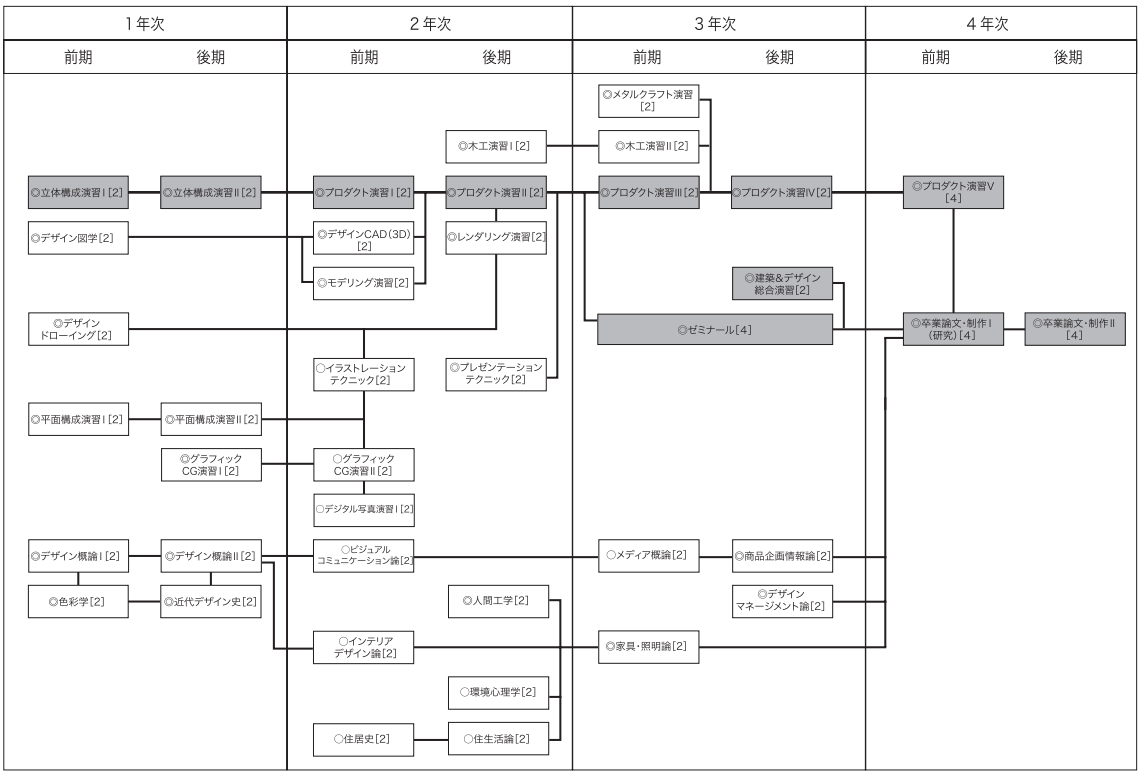 1年次
2年次
3年次
4年次
前期
後期
前期
後期
前期
後期
前期
後期
◎メタルクラフト演習
[2]
◎木工演習Ⅰ[2]
◎木工演習Ⅱ[2]
◎立体構成演習Ⅰ[2]
◎立体構成演習Ⅱ[2]
◎プロダクト演習Ⅰ[2]
◎プロダクト演習Ⅱ[2]
◎プロダクト演習Ⅲ[2]
◎プロダクト演習Ⅳ[2]
◎プロダクト演習Ⅴ
[4]
◎デザイン図学[2]
◎デザインCAD(3D)
[2]
◎レンダリング演習[2]
◎モデリング演習[2]
◎建築&デザイン
総合演習[2]
◎デザイン
ドローイング[2]
◎ゼミナール[4]
◎卒業論文・制作Ⅰ
(研究)[4]
◎卒業論文・制作Ⅱ
[4]
○イラストレーション
テクニック[2]
◎プレゼンテーション
テクニック[2]
◎平面構成演習Ⅰ[2]
◎平面構成演習Ⅱ[2]
◎グラフィック
CG演習Ⅰ[2]
○グラフィック
CG演習Ⅱ[2]
○デジタル写真演習Ⅰ[2]
◎デザイン概論Ⅰ[2]
◎デザイン概論Ⅱ[2]
○ビジュアル
コミュニケーション論[2]
○メディア概論[2]
◎商品企画情報論[2]
◎色彩学[2]
◎近代デザイン史[2]
◎人間工学[2]
◎デザイン
マネージメント論[2]
○インテリア
デザイン論[2]
◎家具・照明論[2]
○環境心理学[2]
○住居史[2]
○住生活論[2]